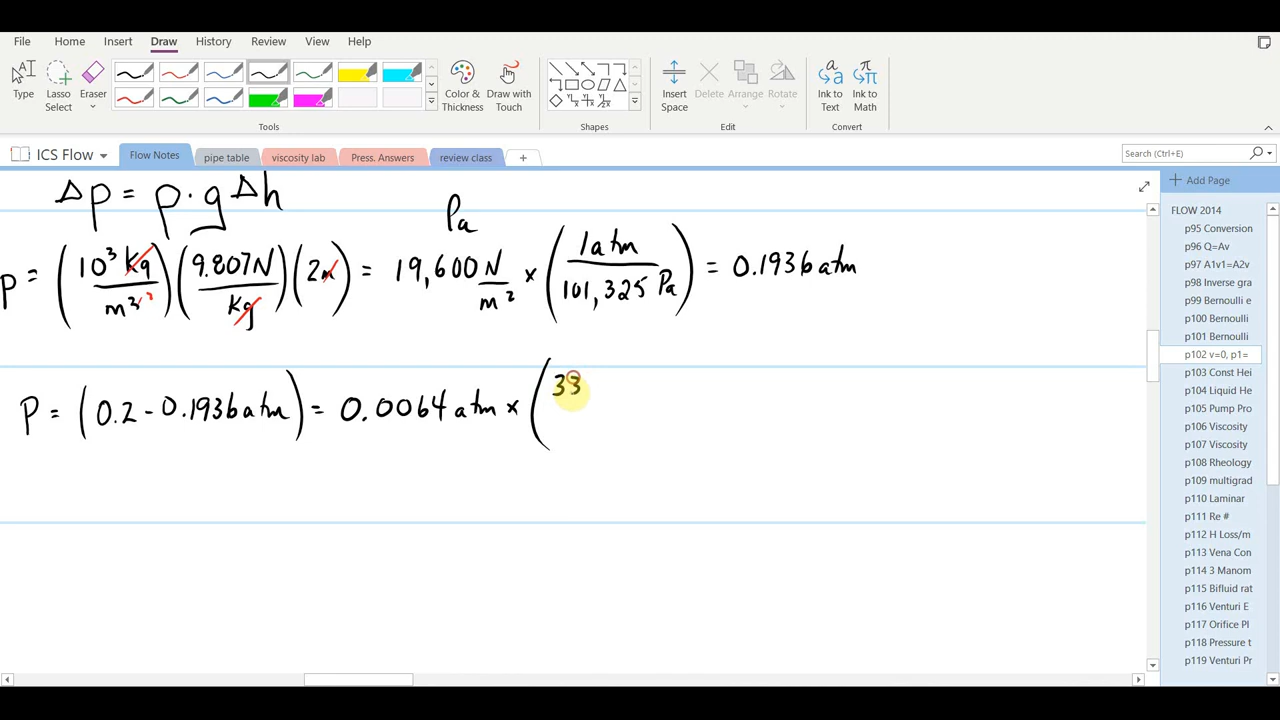 File Home Insert Draw History Review View Help
Type Lasso Select Eraser Color & Thickness Draw with Touch Insert Space Delete Arrange Rotate Ink to Text Ink to Math
Tools Shapes Edit Convert
ICS Flow Flow Notes pipe table viscosity lab Press. Answers review class + Search (Ctrl+E)
Add Page
FLOW 2014
p95 Conversion
p96 Q=Av
p97 A1v1=A2v
p98 Inverse gra
p99 Bernoulli e
p100 Bernoulli
p101 Bernoulli
p102 v=0, p1=
p103 Const Hei
p104 Liquid He
p105 Pump Pro
p106 Viscosity
p107 Viscosity
p108 Rheology
p109 multigrad
p110 Laminar
p111 Re #
p112 H Loss/m
p113 Vena Con
p114 3 Manom
p115 Bifluid rat
p116 Venturi E
p117 Orifice Pl
p118 Pressure t
p119 Venturi Pr
Δp = ρ·gΔh
Pa
p = (10³ kg / m³ ²) (9.807N / kg) (2m) = 19,600 N / m² × (1 atm / 101,325 Pa) = 0.1936 atm
P = (0.2 - 0.1936 atm) = 0.0064 atm × (33